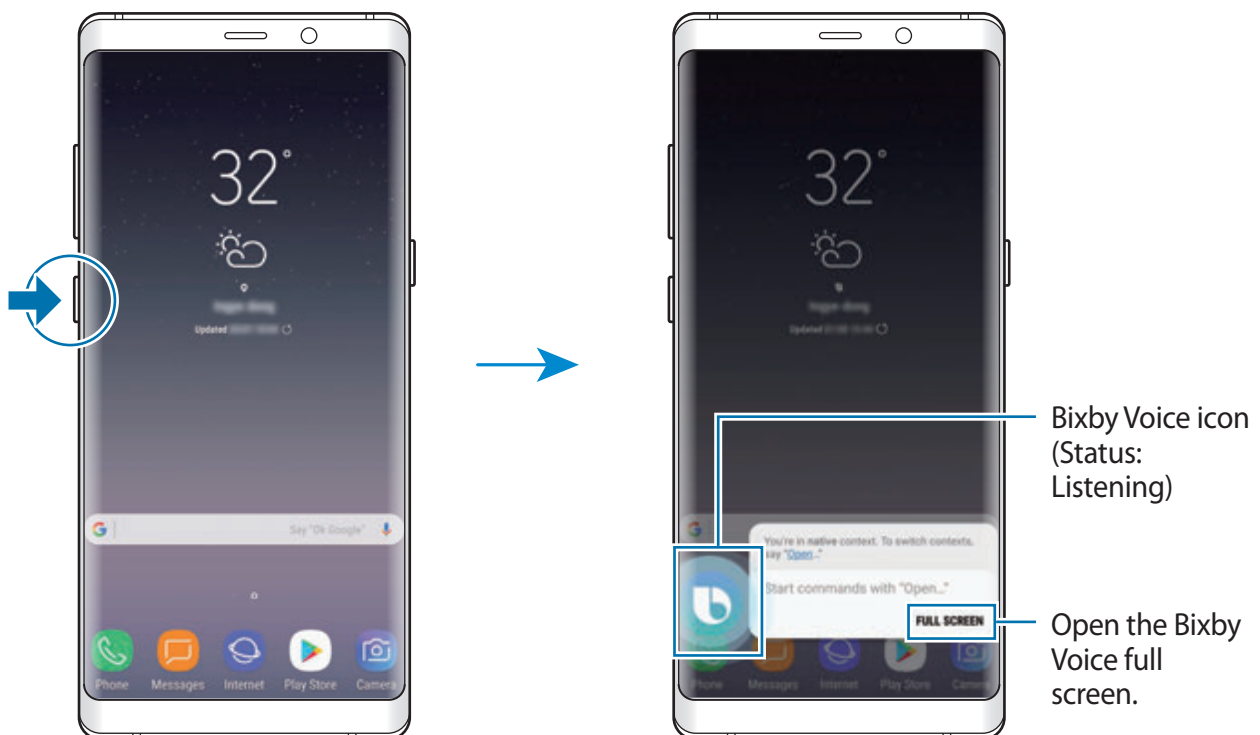 32°
Updated
Say "Ok Google"
Phone
Messages
Internet
Play Store
Camera
32°
Updated
You're in native context. To switch contexts,
say "Open..."
Start commands with "Open..."
FULL SCREEN
Phone
Messages
Internet
Play Store
Camera
Bixby Voice icon
(Status:
Listening)
Open the Bixby
Voice full
screen.